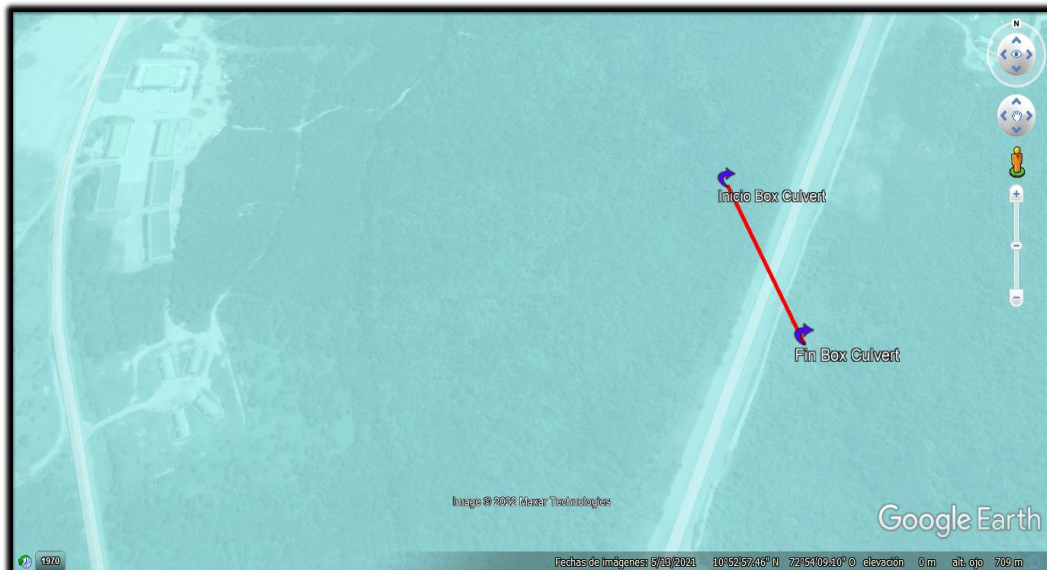 N
Inicio Box Culvert
Fin Box Culvert
Image © 2022 Maxar Technologies
Google Earth
1970
Fechas de imágenes: 5/13/2021 10°52'57.46" N 72°54'09.10" O elevación 0 m alt. ojo 709 m